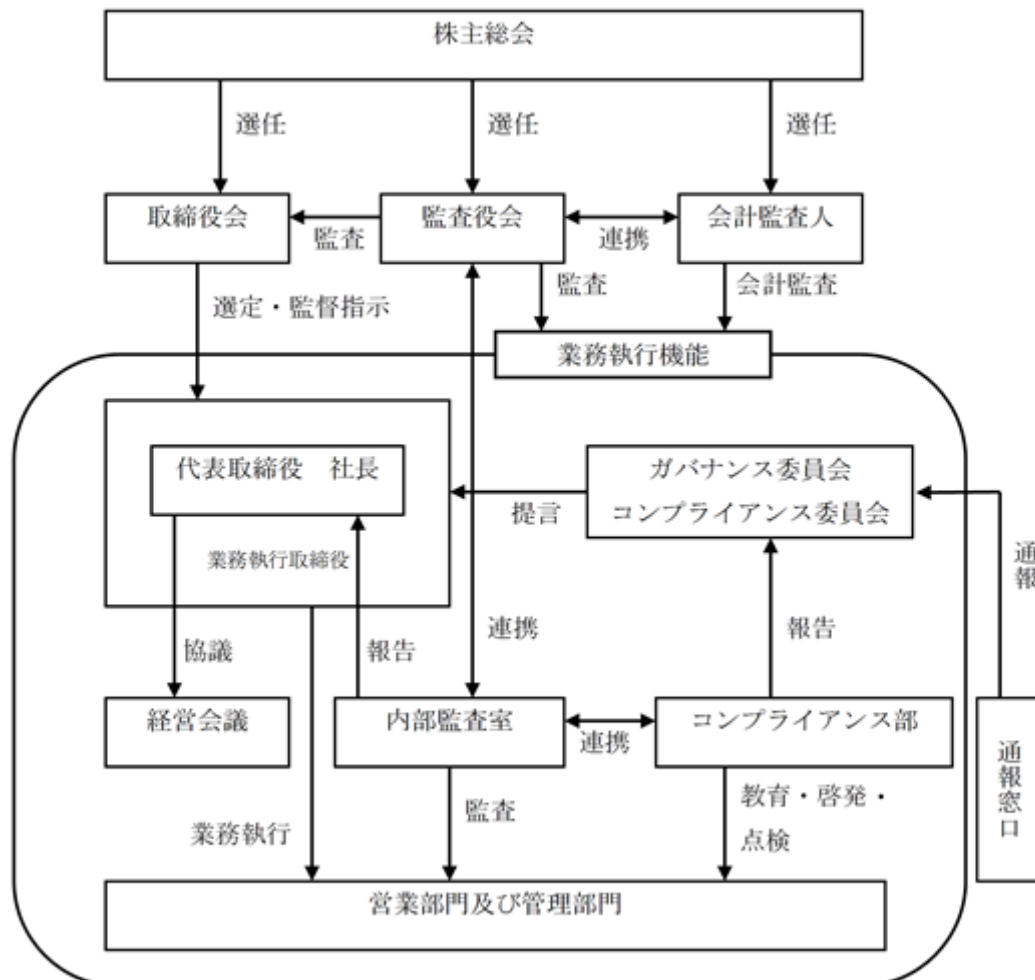 株主総会
選任
選任
選任
取締役会
監査
監査役会
連携
会計監査人
選定・監督指示
監査
会計監査
業務執行機能
代表取締役　社長
業務執行取締役
提言
ガバナンス委員会
コンプライアンス委員会
通報
協議
報告
連携
報告
経営会議
内部監査室
連携
コンプライアンス部
通報窓口
業務執行
監査
教育・啓発・
点検
営業部門及び管理部門